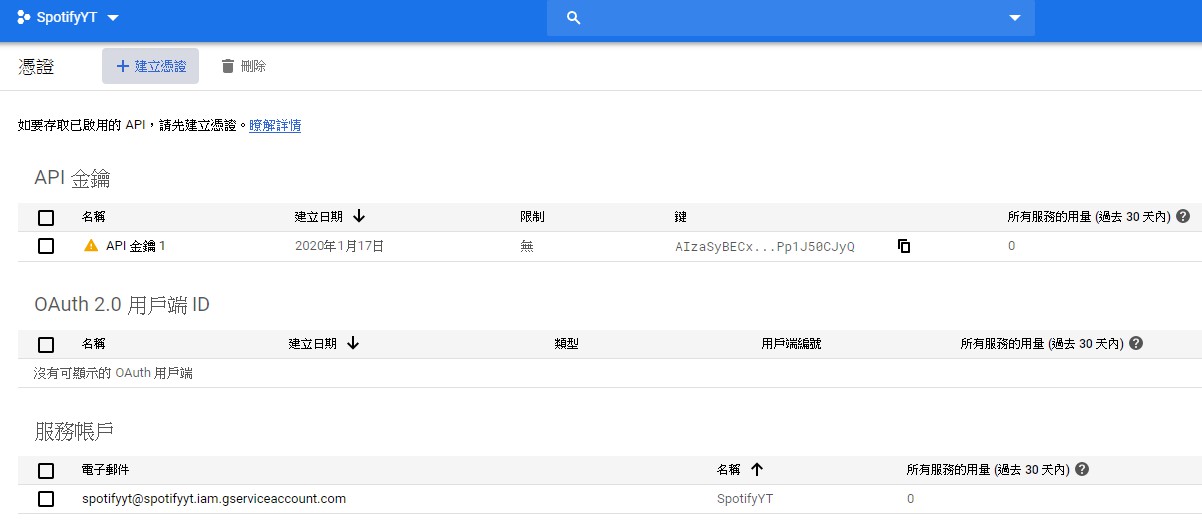 SpotifyYT
憑證
建立憑證
刪除
如要存取已啟用的 API，請先建立憑證。瞭解詳情
API 金鑰
名稱 建立日期 限制 鍵 所有服務的用量 (過去 30 天內)
API 金鑰 1 2020年1月17日 無 AIzaSyBECx...Pp1J50CJyQ 0
OAuth 2.0 用戶端 ID
名稱 建立日期 類型 用戶端編號 所有服務的用量 (過去 30 天內)
沒有可顯示的 OAuth 用戶端
服務帳戶
電子郵件 名稱 所有服務的用量 (過去 30 天內)
spotifyyt@spotifyyt.iam.gserviceaccount.com SpotifyYT 0